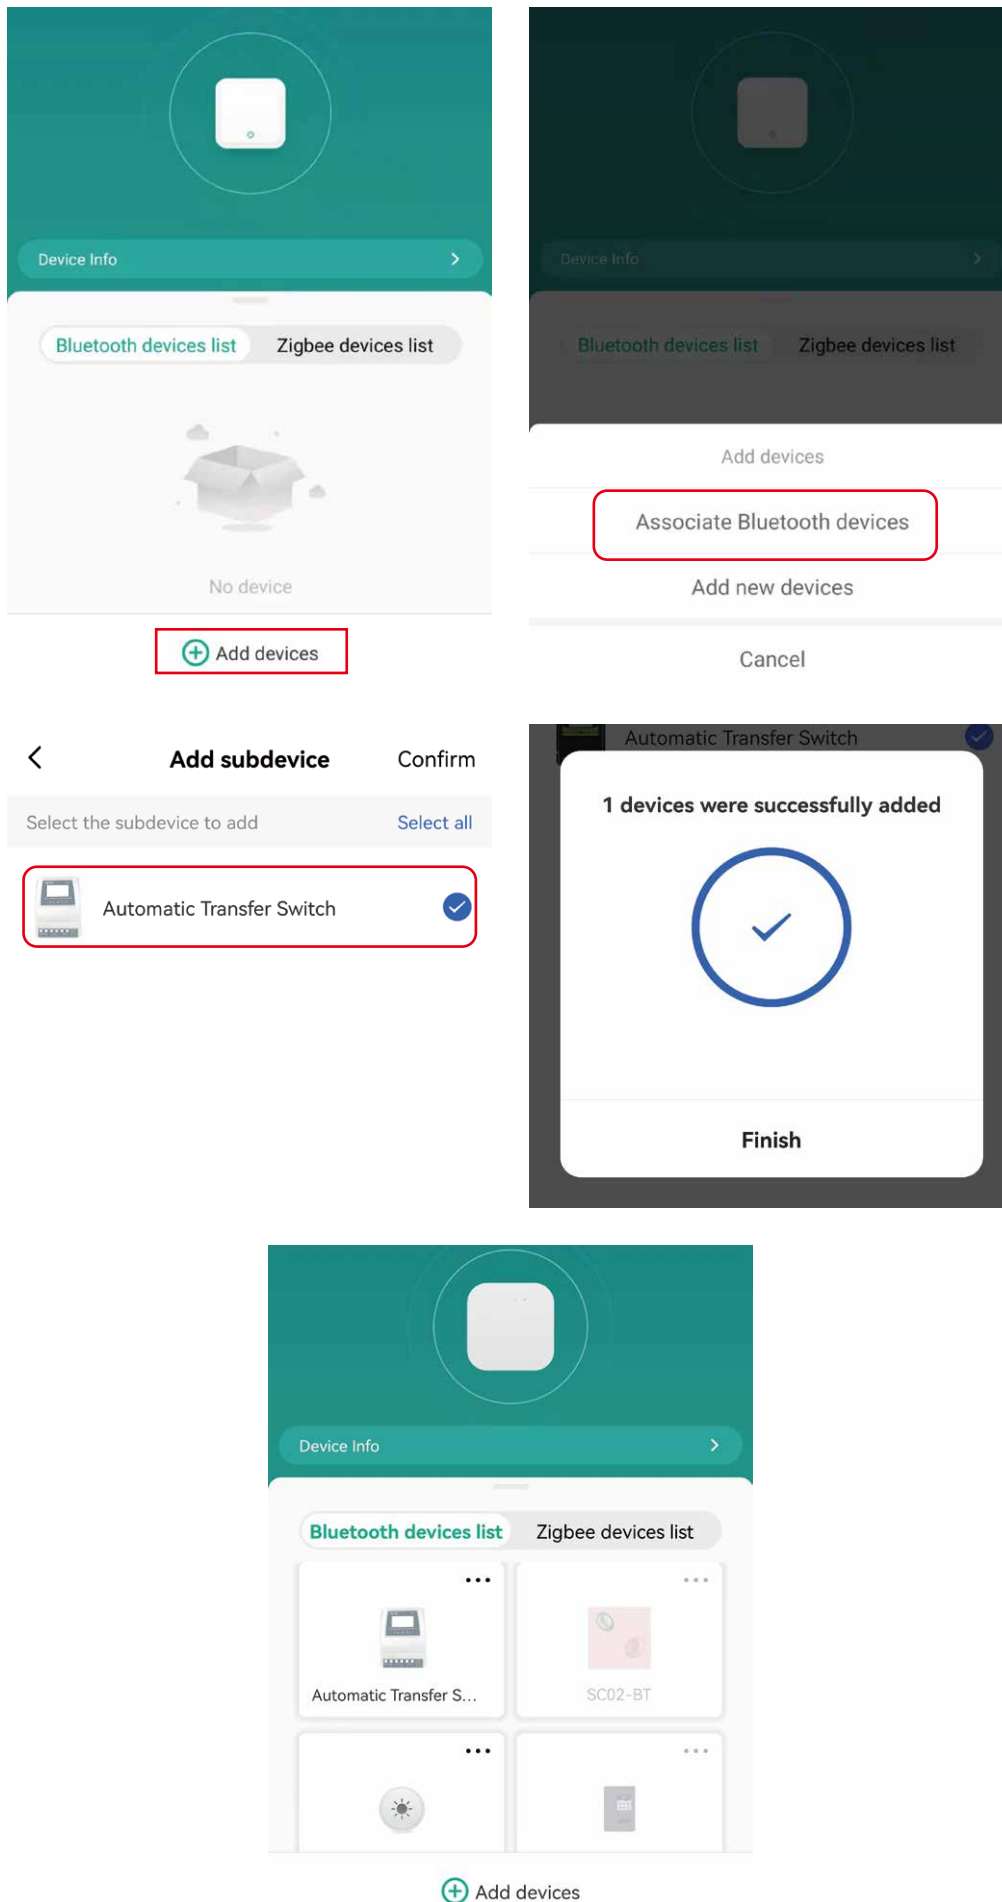 Device Info
Bluetooth devices list
Zigbee devices list
No device
Add devices
Device Info
Bluetooth devices list
Zigbee devices list
Add devices
Associate Bluetooth devices
Add new devices
Cancel
Add subdevice
Confirm
Select the subdevice to add
Select all
Automatic Transfer Switch
Automatic Transfer Switch
1 devices were successfully added
Finish
Device Info
Bluetooth devices list
Zigbee devices list
Automatic Transfer S...
SC02-BT
Add devices